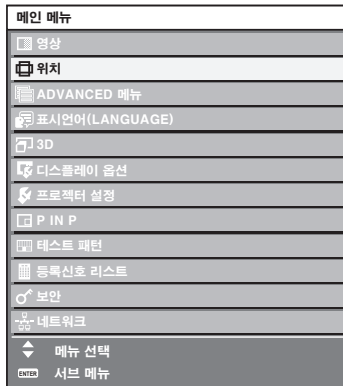 메인 메뉴
영상
위치
ADVANCED 메뉴
표시언어(LANGUAGE)
3D
디스플레이 옵션
프로젝터 설정
P IN P
테스트 패턴
등록신호 리스트
보안
네트워크
메뉴 선택
ENTER 서브 메뉴